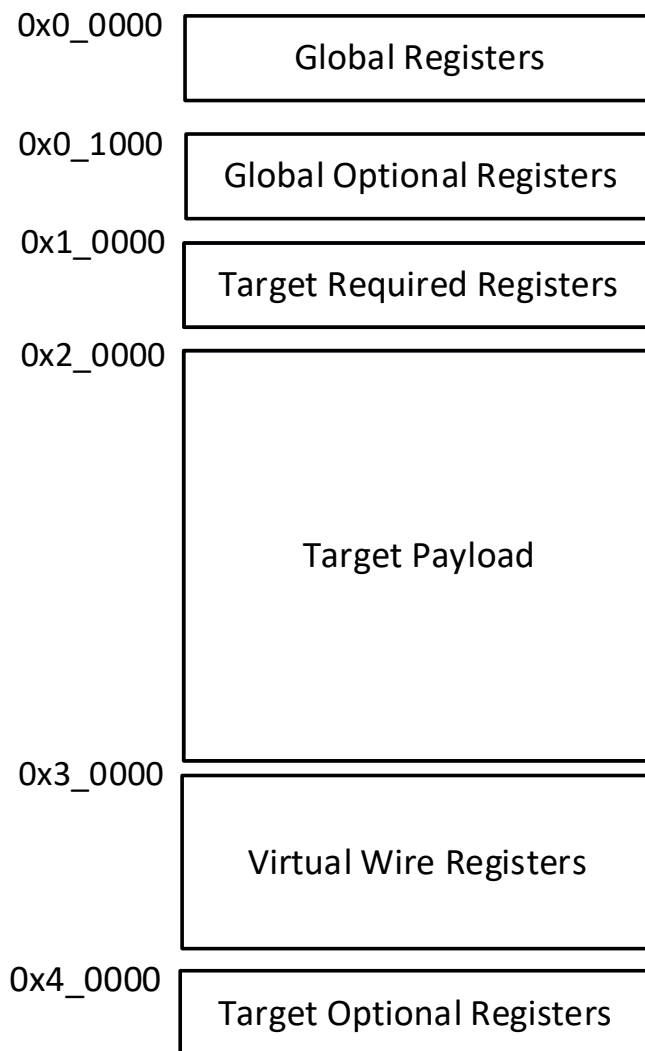 0x0_0000
Global Registers
0x0_1000
Global Optional Registers
0x1_0000
Target Required Registers
0x2_0000
Target Payload
0x3_0000
Virtual Wire Registers
0x4_0000
Target Optional Registers